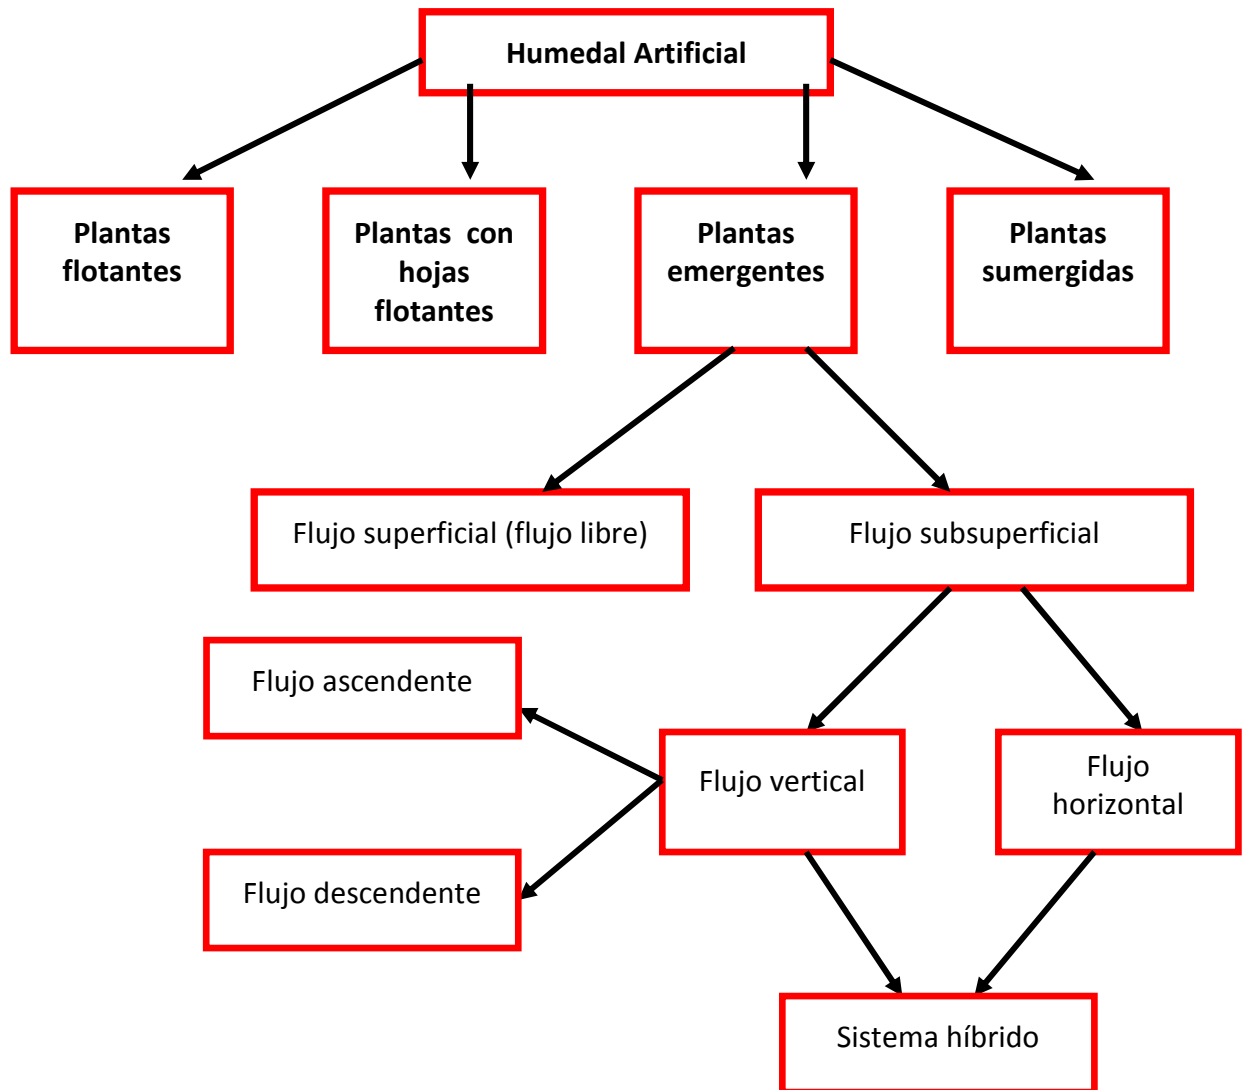 Humedal Artificial
Plantas
flotantes
Plantas con
hojas
flotantes
Plantas
emergentes
Plantas
sumergidas
Flujo superficial (flujo libre)
Flujo subsuperficial
Flujo ascendente
Flujo vertical
Flujo
horizontal
Flujo descendente
Sistema híbrido